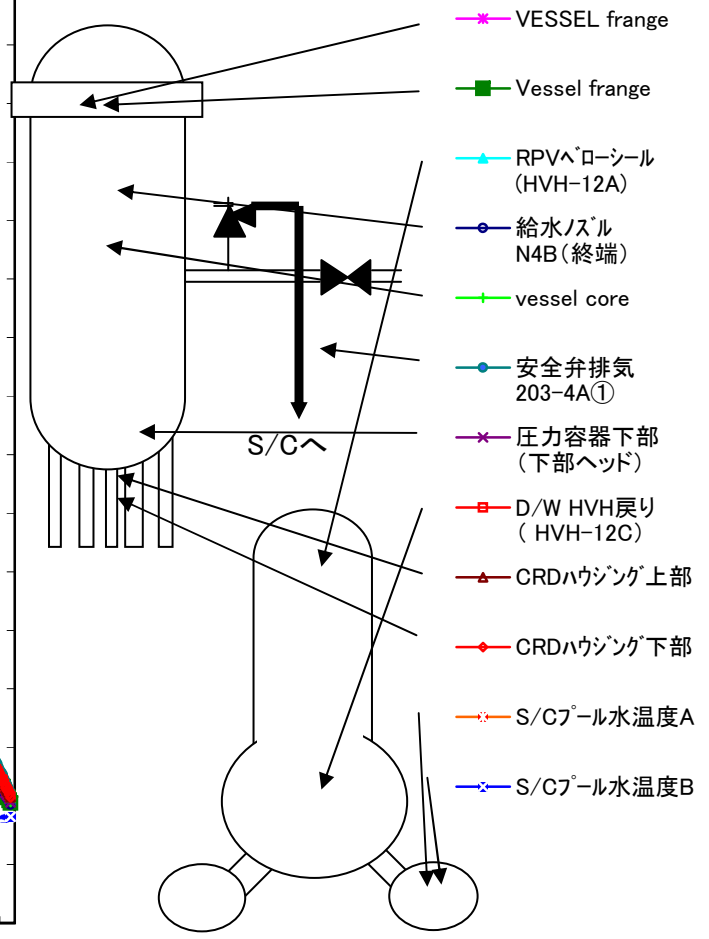 VESSEL frange
Vessel frange
RPVベローシール
(HVH-12A)
給水ノズル
N4B(終端)
vessel core
安全弁排気
203-4A①
圧力容器下部
(下部ヘッド)
D/W HVH戻り
( HVH-12C)
CRDハウジング上部
CRDハウジング下部
S/Cプール水温度A
S/Cプール水温度B
S/Cへ